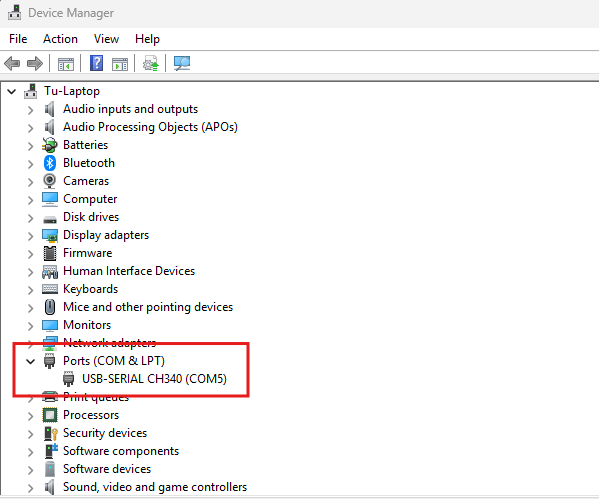 Device Manager
File Action View Help
Tu-Laptop
Audio inputs and outputs
Audio Processing Objects (APOs)
Batteries
Bluetooth
Cameras
Computer
Disk drives
Display adapters
Firmware
Human Interface Devices
Keyboards
Mice and other pointing devices
Monitors
Network adapters
Ports (COM & LPT)
USB-SERIAL CH340 (COM5)
Print queues
Processors
Security devices
Software components
Software devices
Sound, video and game controllers